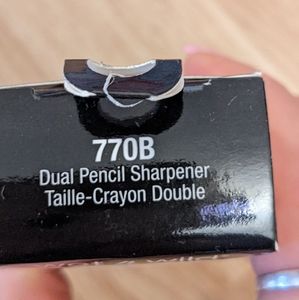 770B
Dual Pencil Sharpener
Taille-Crayon Double